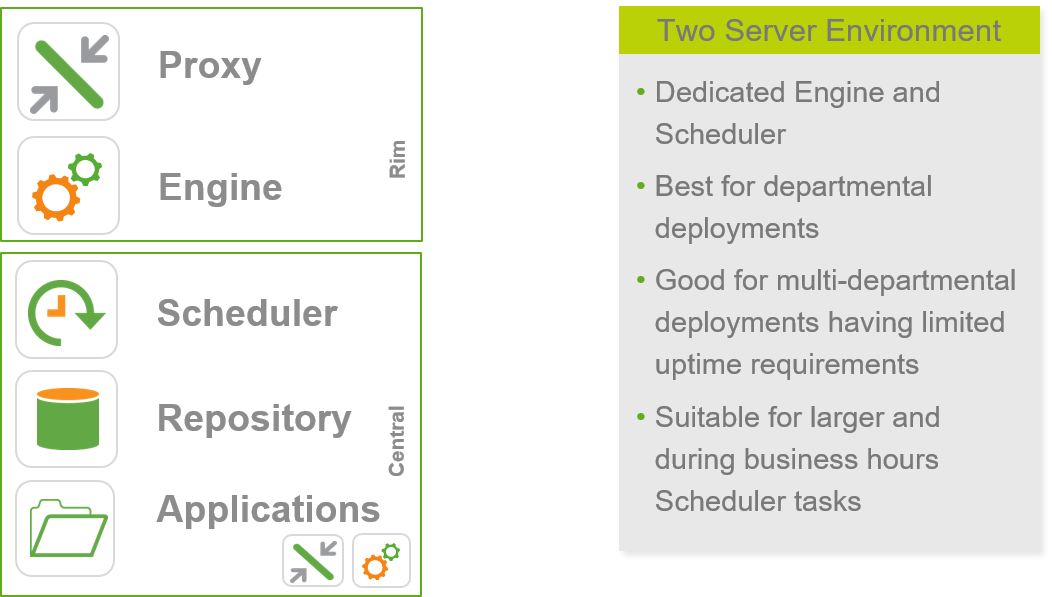 Proxy
Engine
Rim
Scheduler
Repository
Central
Applications
Two Server Environment
• Dedicated Engine and
Scheduler
• Best for departmental
deployments
• Good for multi-departmental
deployments having limited
uptime requirements
• Suitable for larger and
during business hours
Scheduler tasks